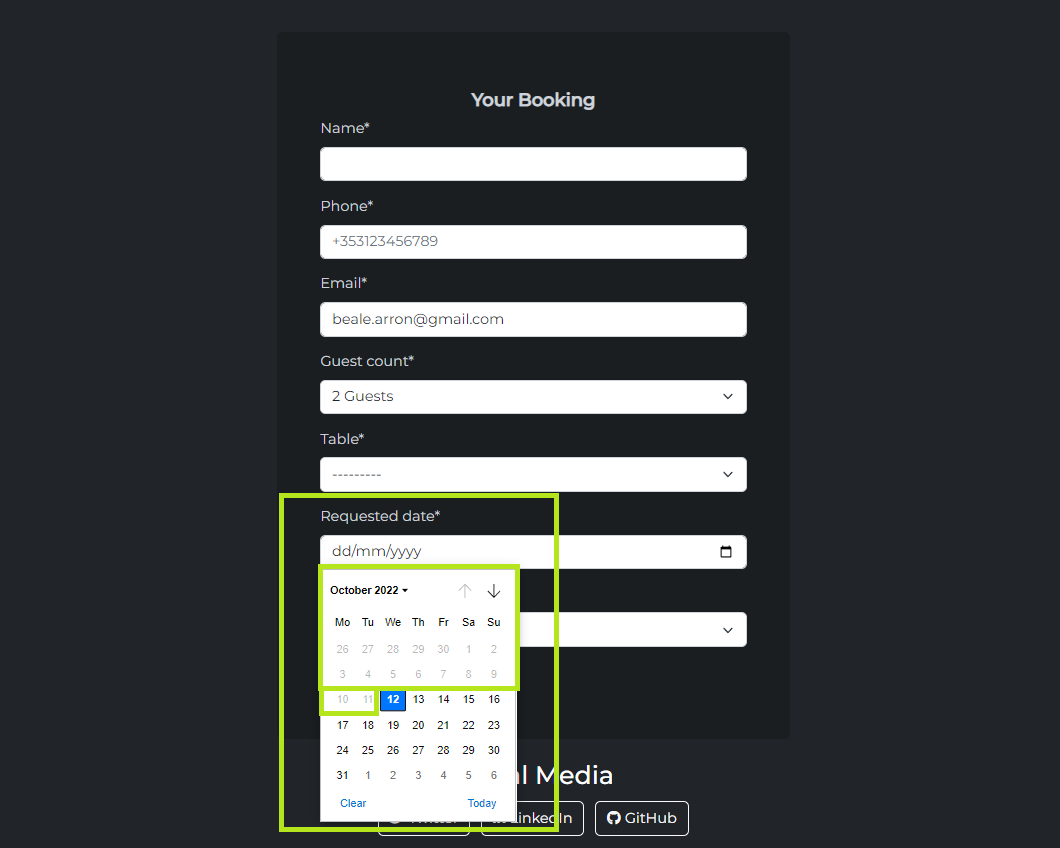 Your Booking
Name*
Phone*
+353123456789
Email*
beale.arron@gmail.com
Guest count*
2 Guests
Table*
---------
Requested date*
dd/mm/yyyy
October 2022
Mo Tu We Th Fr Sa Su
26 27 28 29 30 1 2
3 4 5 6 7 8 9
10 11 12 13 14 15 16
17 18 19 20 21 22 23
24 25 26 27 28 29 30
31 1 2 3 4 5 6
Clear Today
al Media
LinkedIn GitHub